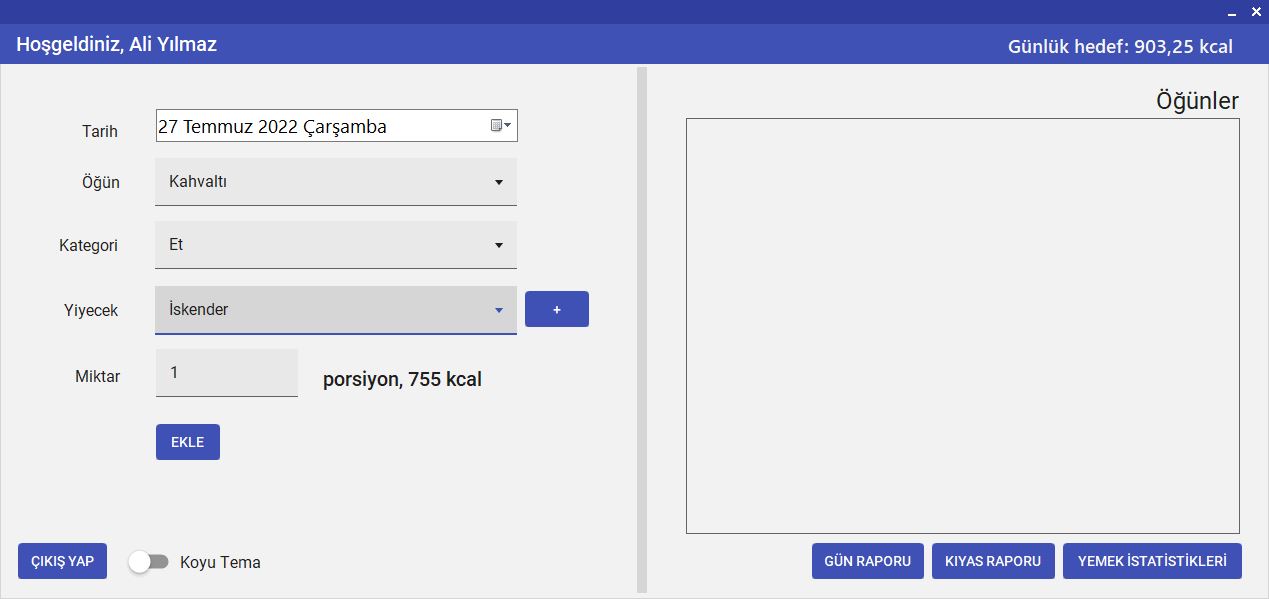 Hoşgeldiniz, Ali Yılmaz
Günlük hedef: 903,25 kcal
Tarih
27 Temmuz 2022 Çarşamba
Öğün
Kahvaltı
Kategori
Et
Yiyecek
İskender
+
Miktar
1
porsiyon, 755 kcal
EKLE
ÇIKIŞ YAP
Koyu Tema
Öğünler
GÜN RAPORU
KIYAS RAPORU
YEMEK İSTATİSTİKLERİ